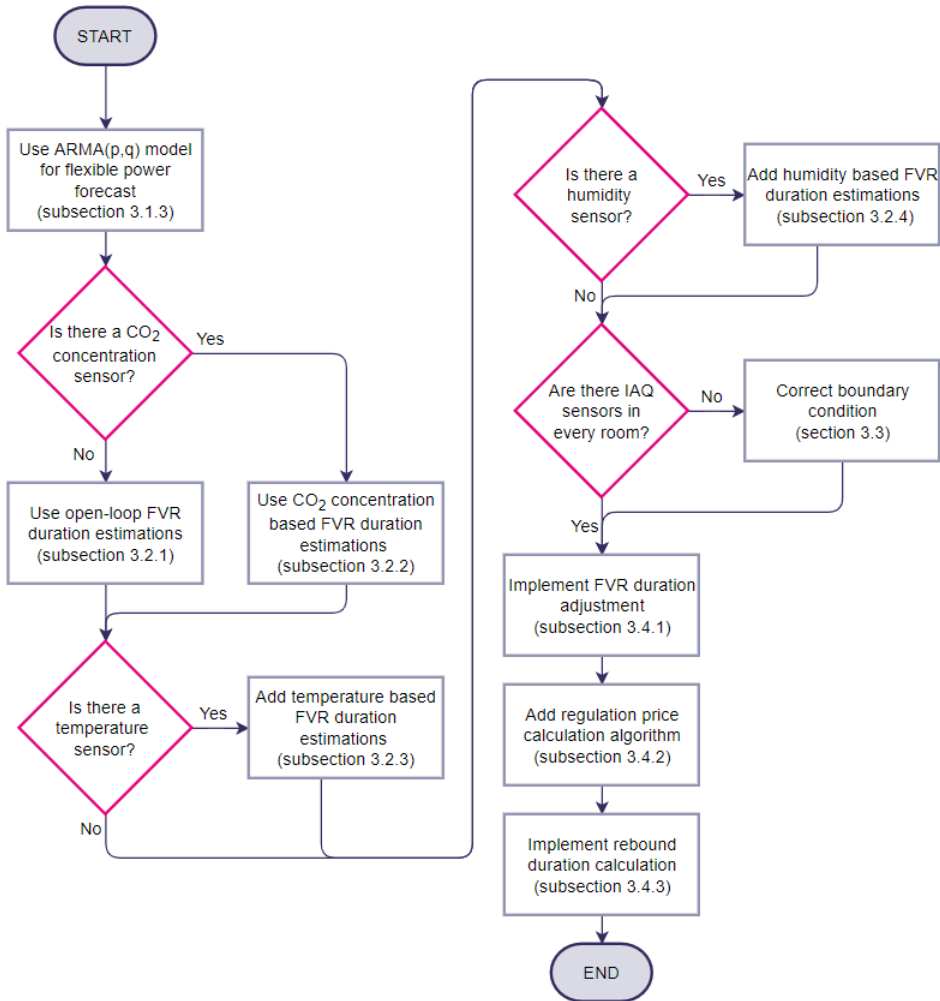 START
Use ARMA(p,q) model
for flexible power
forecast
(subsection 3.1.3)
Is there a CO₂
concentration
sensor?
Yes
No
Use open-loop FVR
duration estimations
(subsection 3.2.1)
Use CO₂ concentration
based FVR duration
estimations
(subsection 3.2.2)
Is there a
temperature
sensor?
Yes
Add temperature based
FVR duration
estimations
(subsection 3.2.3)
No
Is there a
humidity
sensor?
Yes
Add humidity based FVR
duration estimations
(subsection 3.2.4)
No
Are there IAQ
sensors in
every room?
No
Correct boundary
condition
(section 3.3)
Yes
Implement FVR duration
adjustment
(subsection 3.4.1)
Add regulation price
calculation algorithm
(subsection 3.4.2)
Implement rebound
duration calculation
(subsection 3.4.3)
END